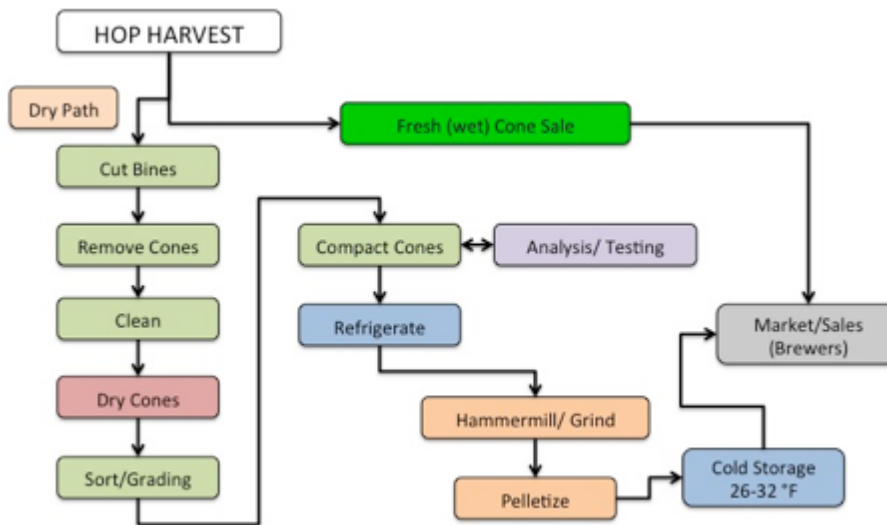 HOP HARVEST
Dry Path
Fresh (wet) Cone Sale
Cut Bines
Remove Cones
Clean
Dry Cones
Sort/Grading
Compact Cones
Analysis/ Testing
Refrigerate
Hammermill/ Grind
Pelletize
Cold Storage
26-32 °F
Market/Sales
(Brewers)